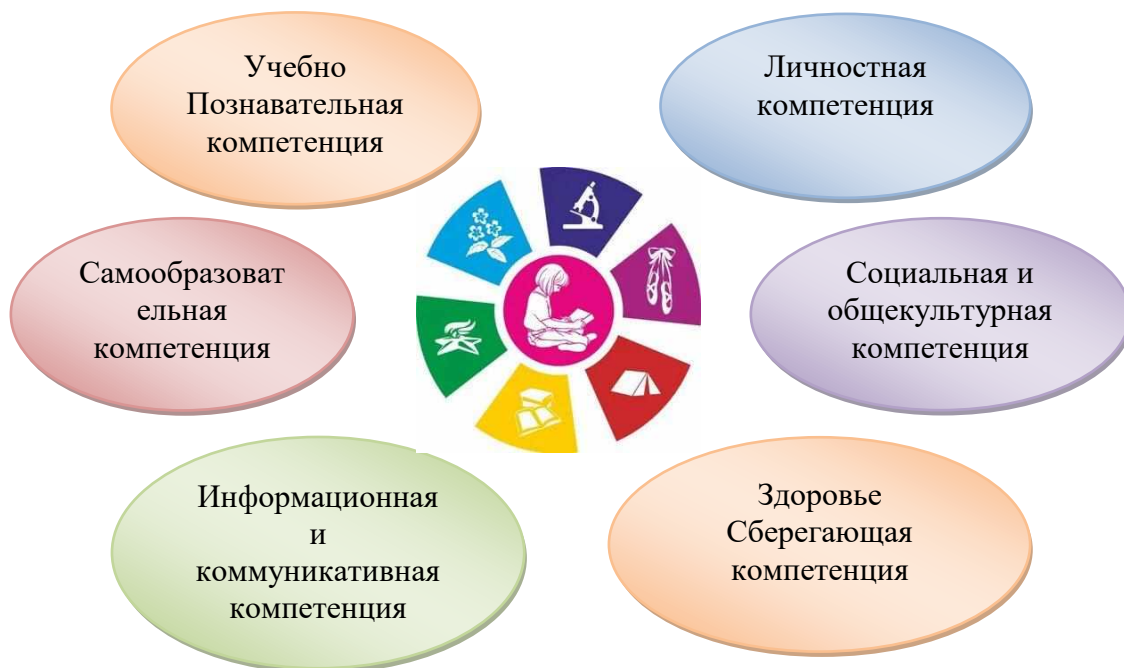 Учебно
Познавательная
компетенция
Личностная
компетенция
Самообразоват
ельная
компетенция
Социальная и
общекультурная
компетенция
Информационная
и
коммуникативная
компетенция
Здоровье
Сберегающая
компетенция